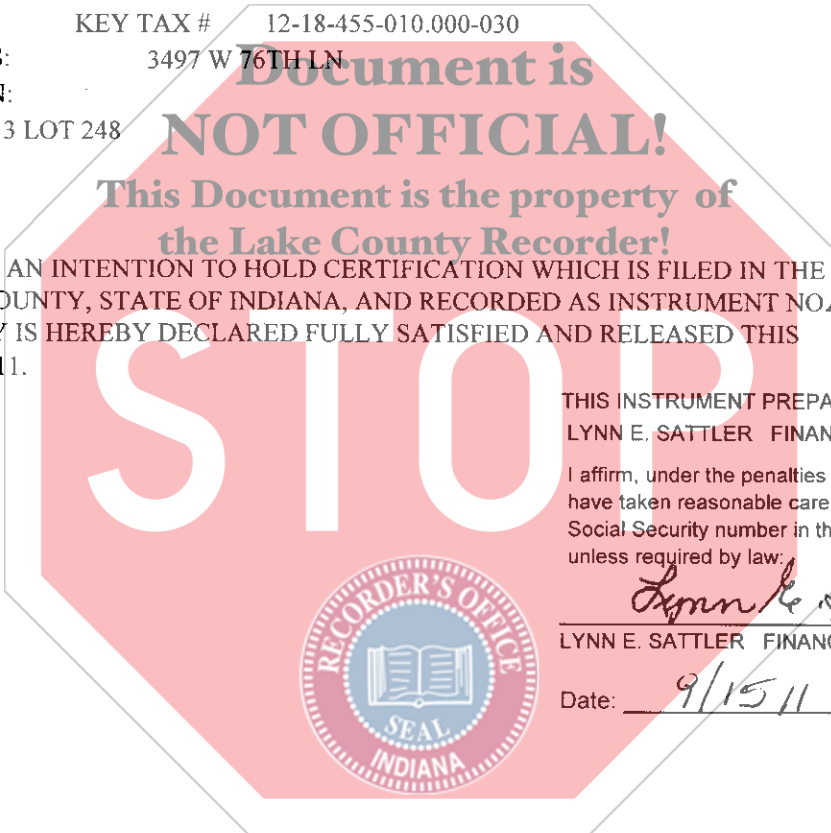 KEY TAX # 12-18-455-010.000-030
S: 3497 W 76TH LN
N:
3 LOT 248
Document is
NOT OFFICIAL!
This Document is the property of
the Lake County Recorder!
AN INTENTION TO HOLD CERTIFICATION WHICH IS FILED IN THE
OUNTY, STATE OF INDIANA, AND RECORDED AS INSTRUMENT NO.
Y IS HEREBY DECLARED FULLY SATISFIED AND RELEASED THIS
11.
STOP
THIS INSTRUMENT PREPA
LYNN E. SATTLER FINAN
I affirm, under the penalties
have taken reasonable care
Social Security number in th
unless required by law:
Lynn E
LYNN E. SATTLER FINANC
Date: 9/15 11
RECORDER'S OFFICE
SEAL
INDIANA